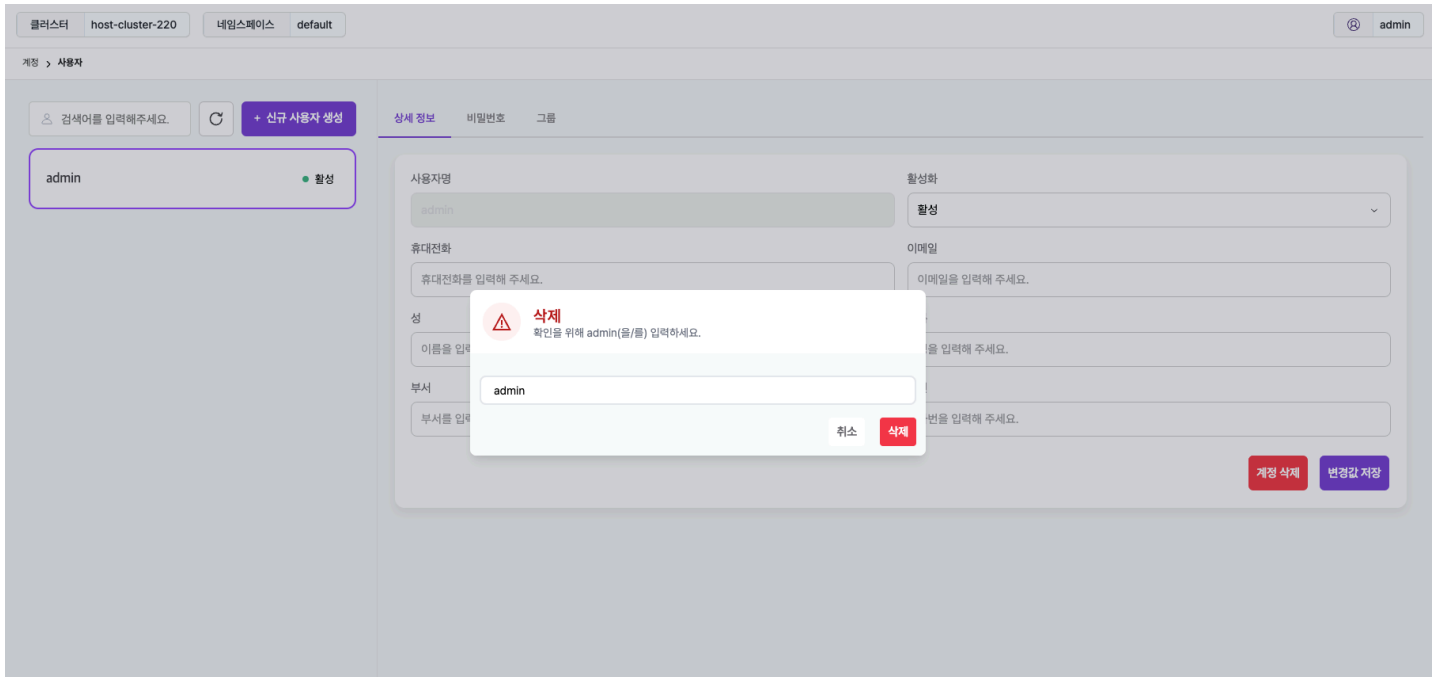 클러스터 host-cluster-220 네임스페이스 default admin
계정 > 사용자
검색어를 입력해주세요. + 신규 사용자 생성
상세 정보 비밀번호 그룹
admin 활성
사용자명 활성화
admin 활성
휴대전화 이메일
휴대전화를 입력해 주세요. 이메일을 입력해 주세요.
성
이름을 입력 을 입력해 주세요.
부서
부서를 입력 번을 입력해 주세요.
삭제
확인을 위해 admin(을/를) 입력하세요.
admin
취소 삭제
계정 삭제 변경값 저장